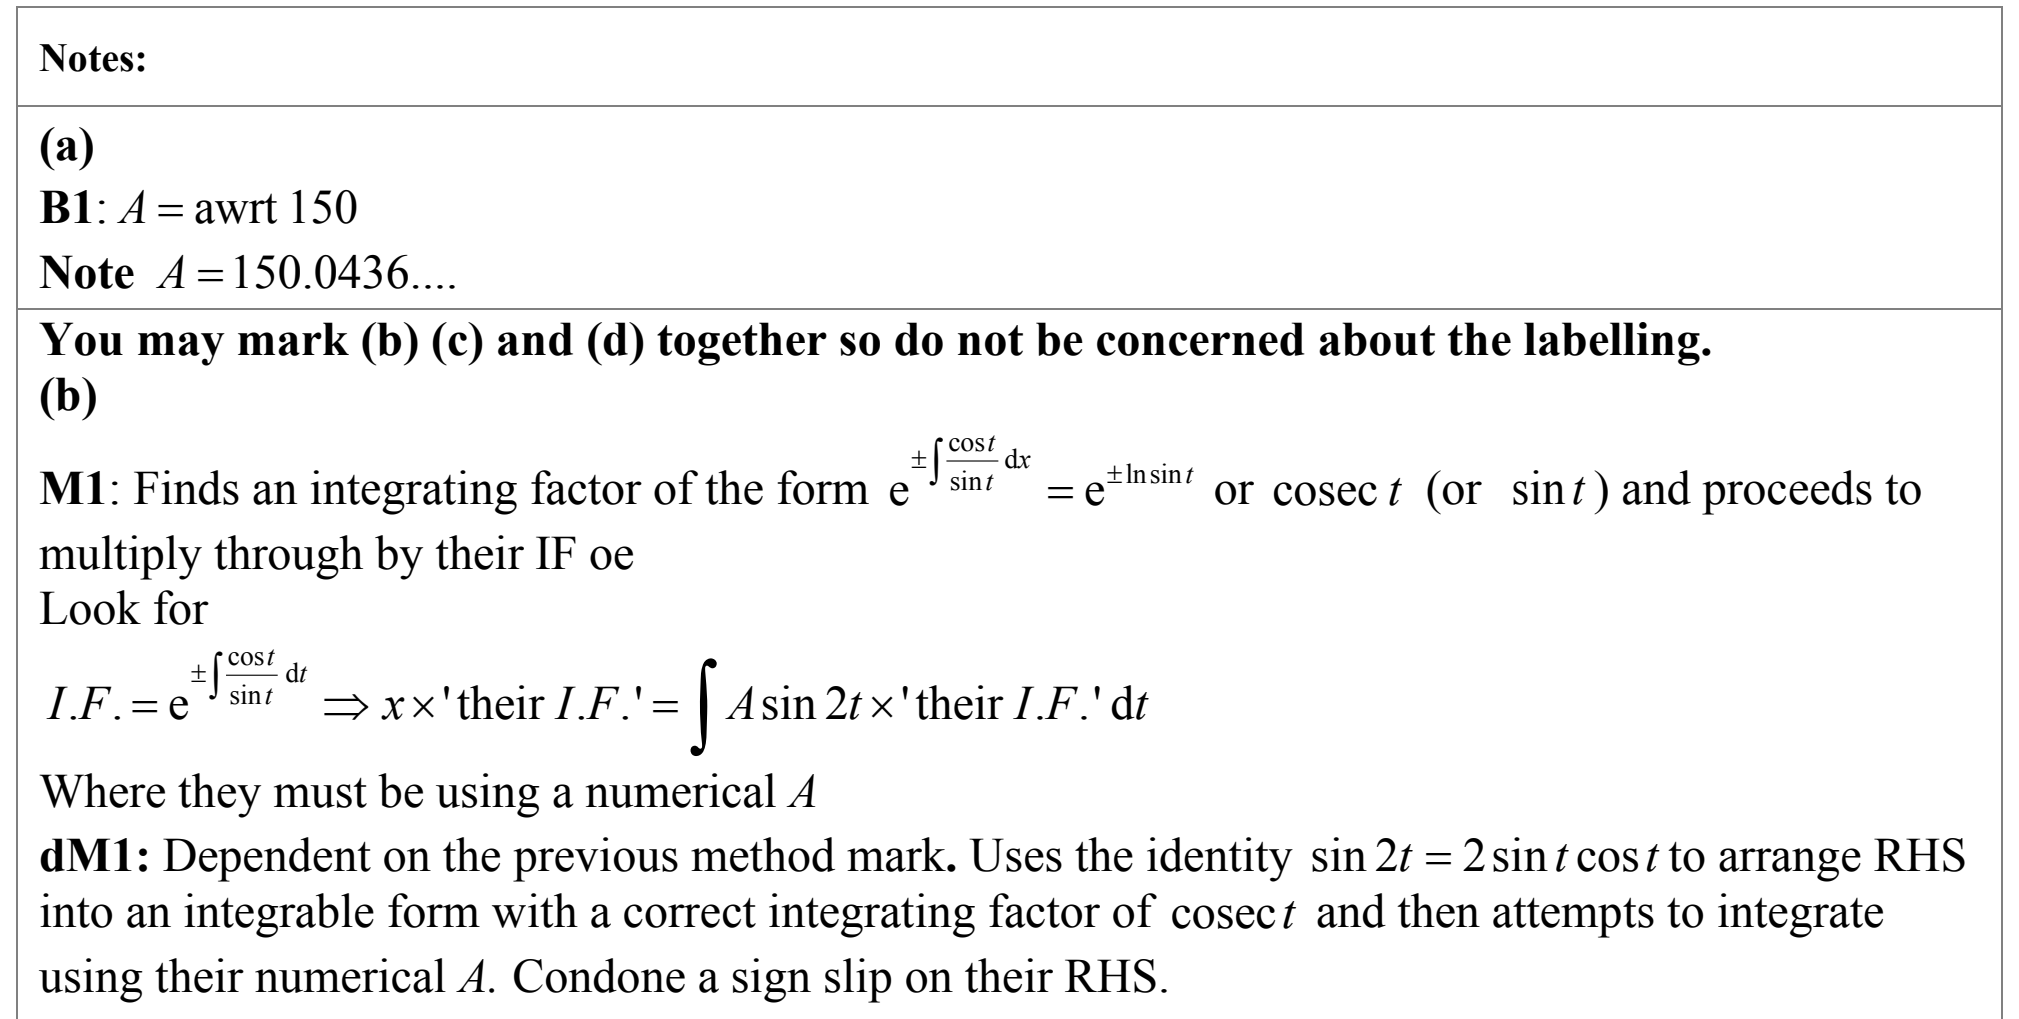 Notes:
(a)
B1: A = awrt 150
Note A = 150.0436....
You may mark (b) (c) and (d) together so do not be concerned about the labelling.
(b)
M1: Finds an integrating factor of the form e^{±∫\frac{cos t}{sin t} dx} = e^{±ln sin t} or cosec t (or sin t) and proceeds to
multiply through by their IF oe
Look for
I.F. = e^{±∫\frac{cos t}{sin t} dt} ⇒ x × 'their I.F.' = ∫ A sin 2t × 'their I.F.' dt
Where they must be using a numerical A
dM1: Dependent on the previous method mark. Uses the identity sin 2t = 2 sin t cos t to arrange RHS
into an integrable form with a correct integrating factor of cosec t and then attempts to integrate
using their numerical A. Condone a sign slip on their RHS.